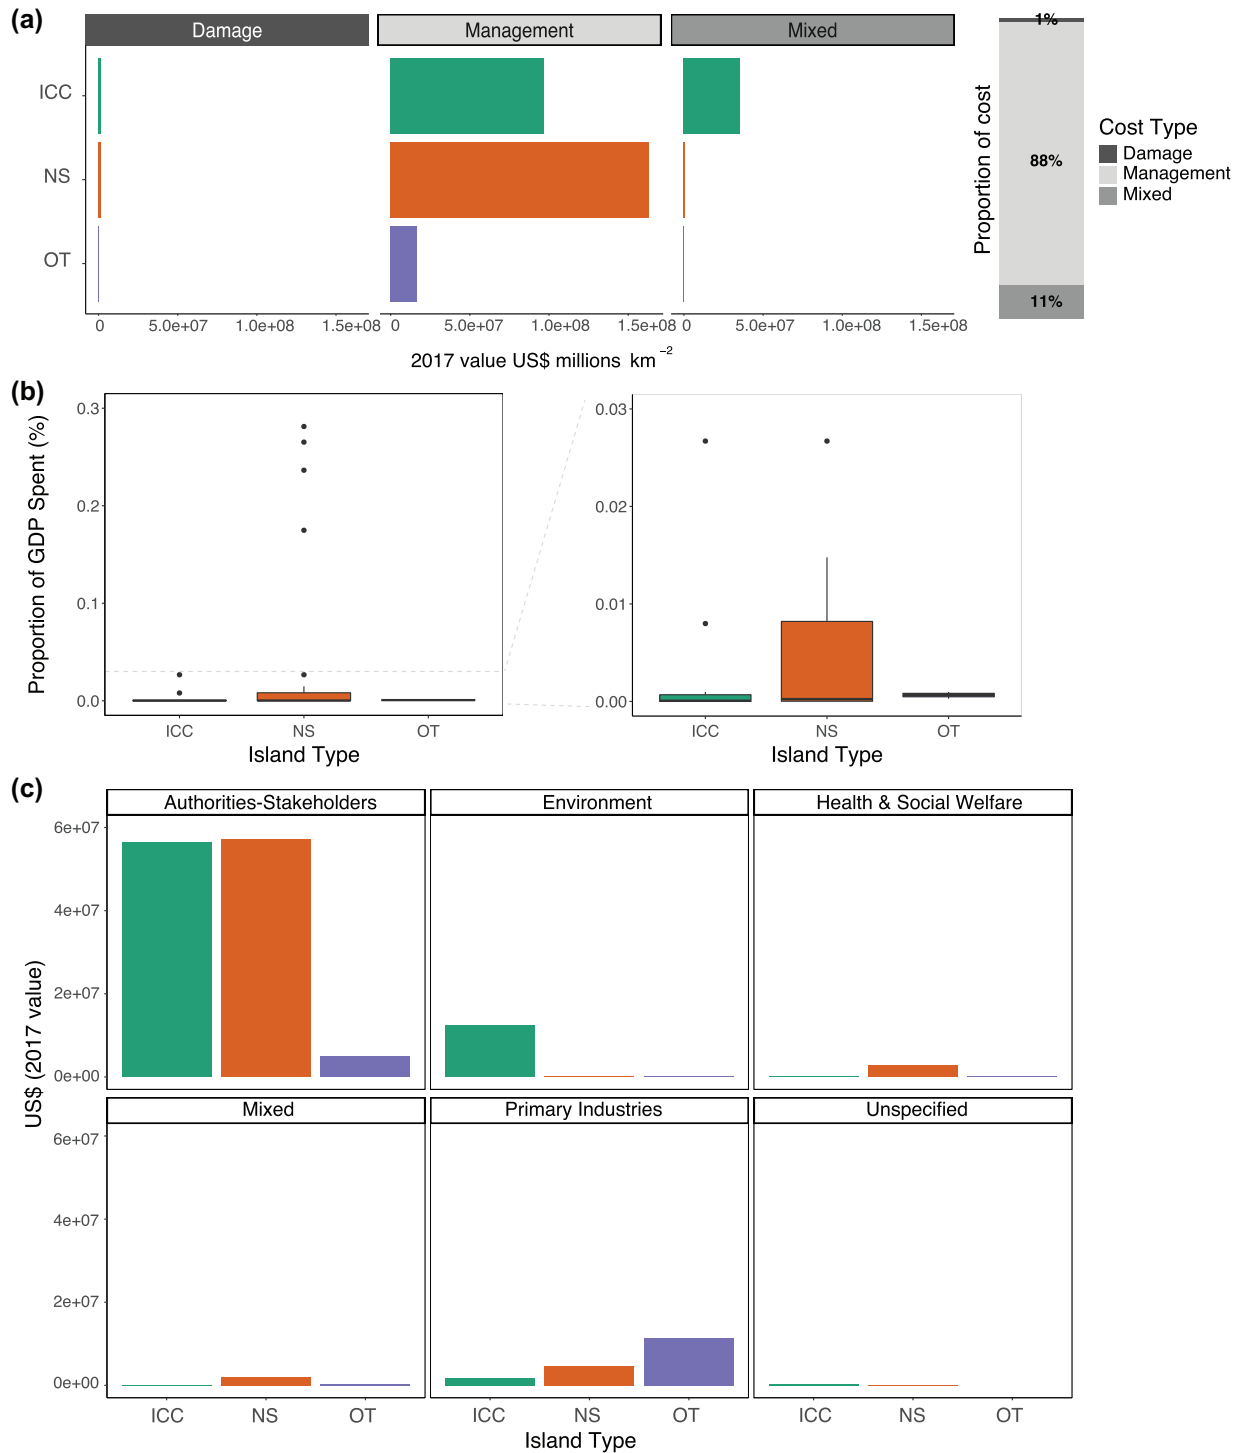 (a)
Damage
Management
Mixed
ICC
NS
OT
0
5.0e+07
1.0e+08
1.5e+08
0
5.0e+07
1.0e+08
1.5e+08
0
5.0e+07
1.0e+08
1.5e+08
2017 value US$ millions km⁻²
Proportion of cost
1%
88%
11%
Cost Type
Damage
Management
Mixed
(b)
Proportion of GDP Spent (%)
0.3
0.2
0.1
0.0
ICC
NS
OT
Island Type
0.03
0.02
0.01
0.00
ICC
NS
OT
Island Type
(c)
US$ (2017 value)
Authorities-Stakeholders
Environment
Health & Social Welfare
6e+07
4e+07
2e+07
0e+00
Mixed
Primary Industries
Unspecified
6e+07
4e+07
2e+07
0e+00
ICC
NS
OT
ICC
NS
OT
ICC
NS
OT
Island Type